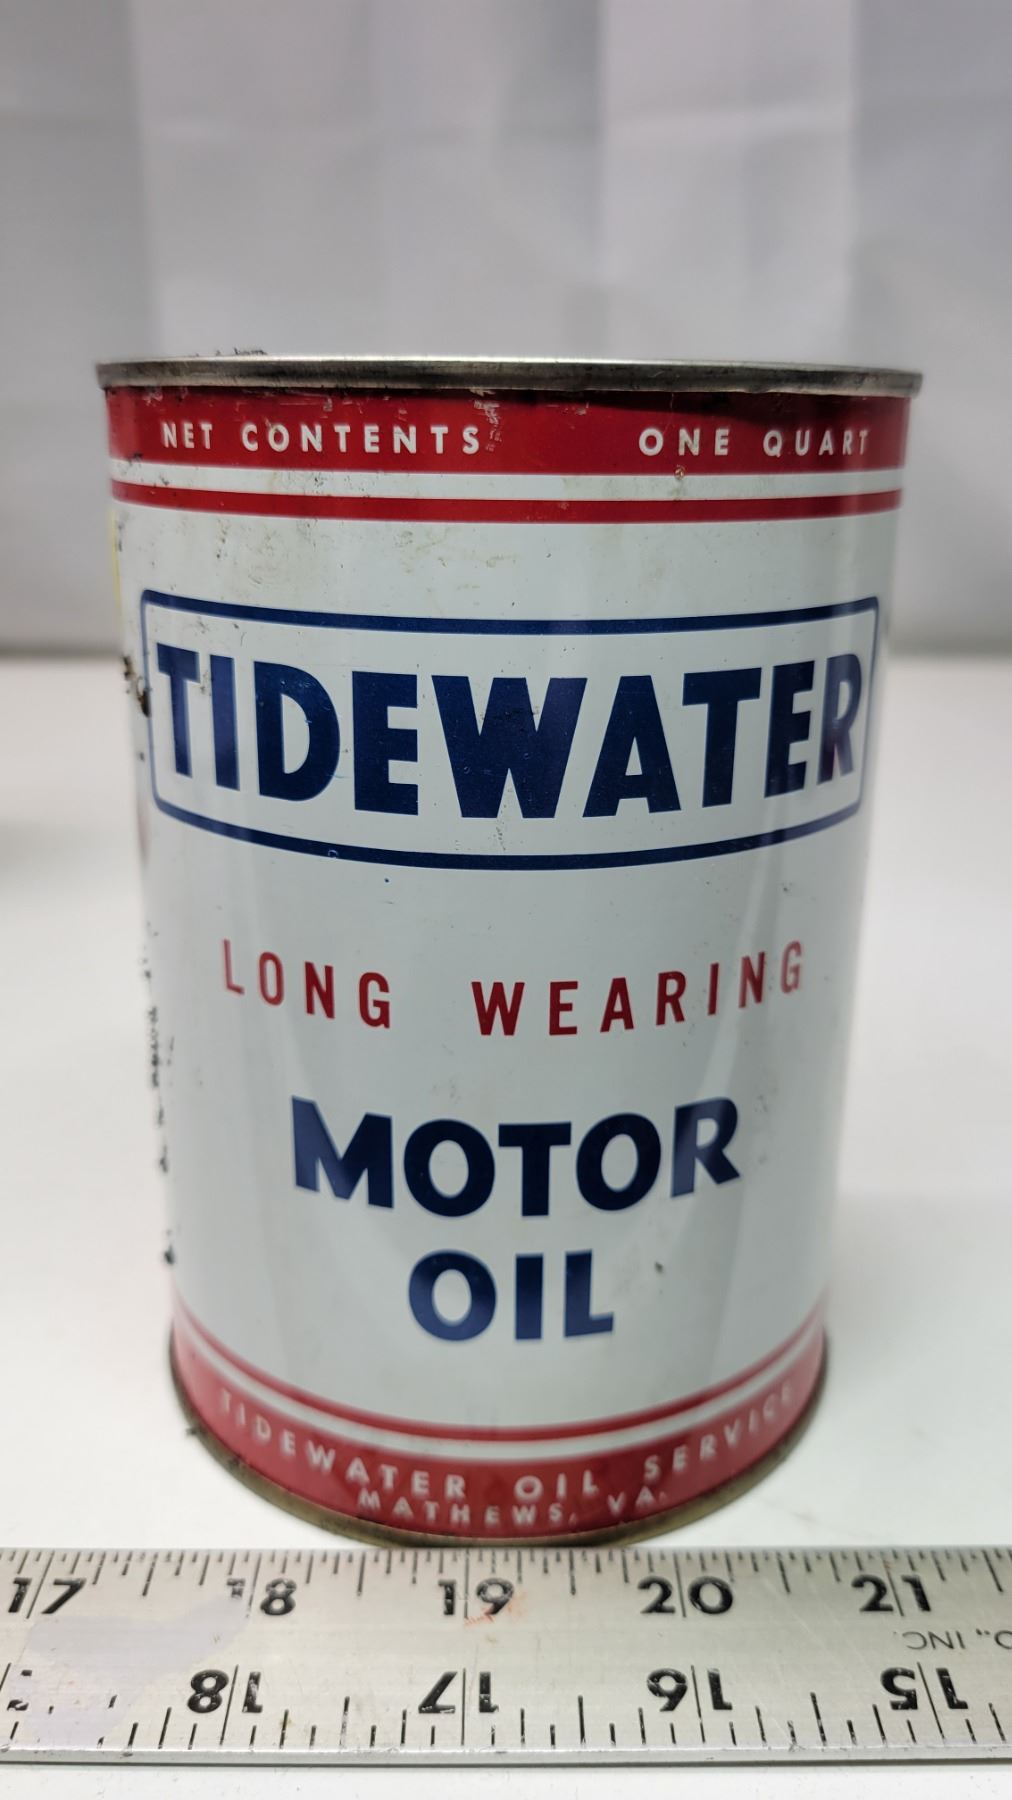 NET CONTENTS ONE QUART
TIDEWATER
LONG WEARING
MOTOR
OIL
TIDEWATER OIL SERVICE
MATHEWS, VA.
17 18 19 20 21
O., INC.
18 17 16 15